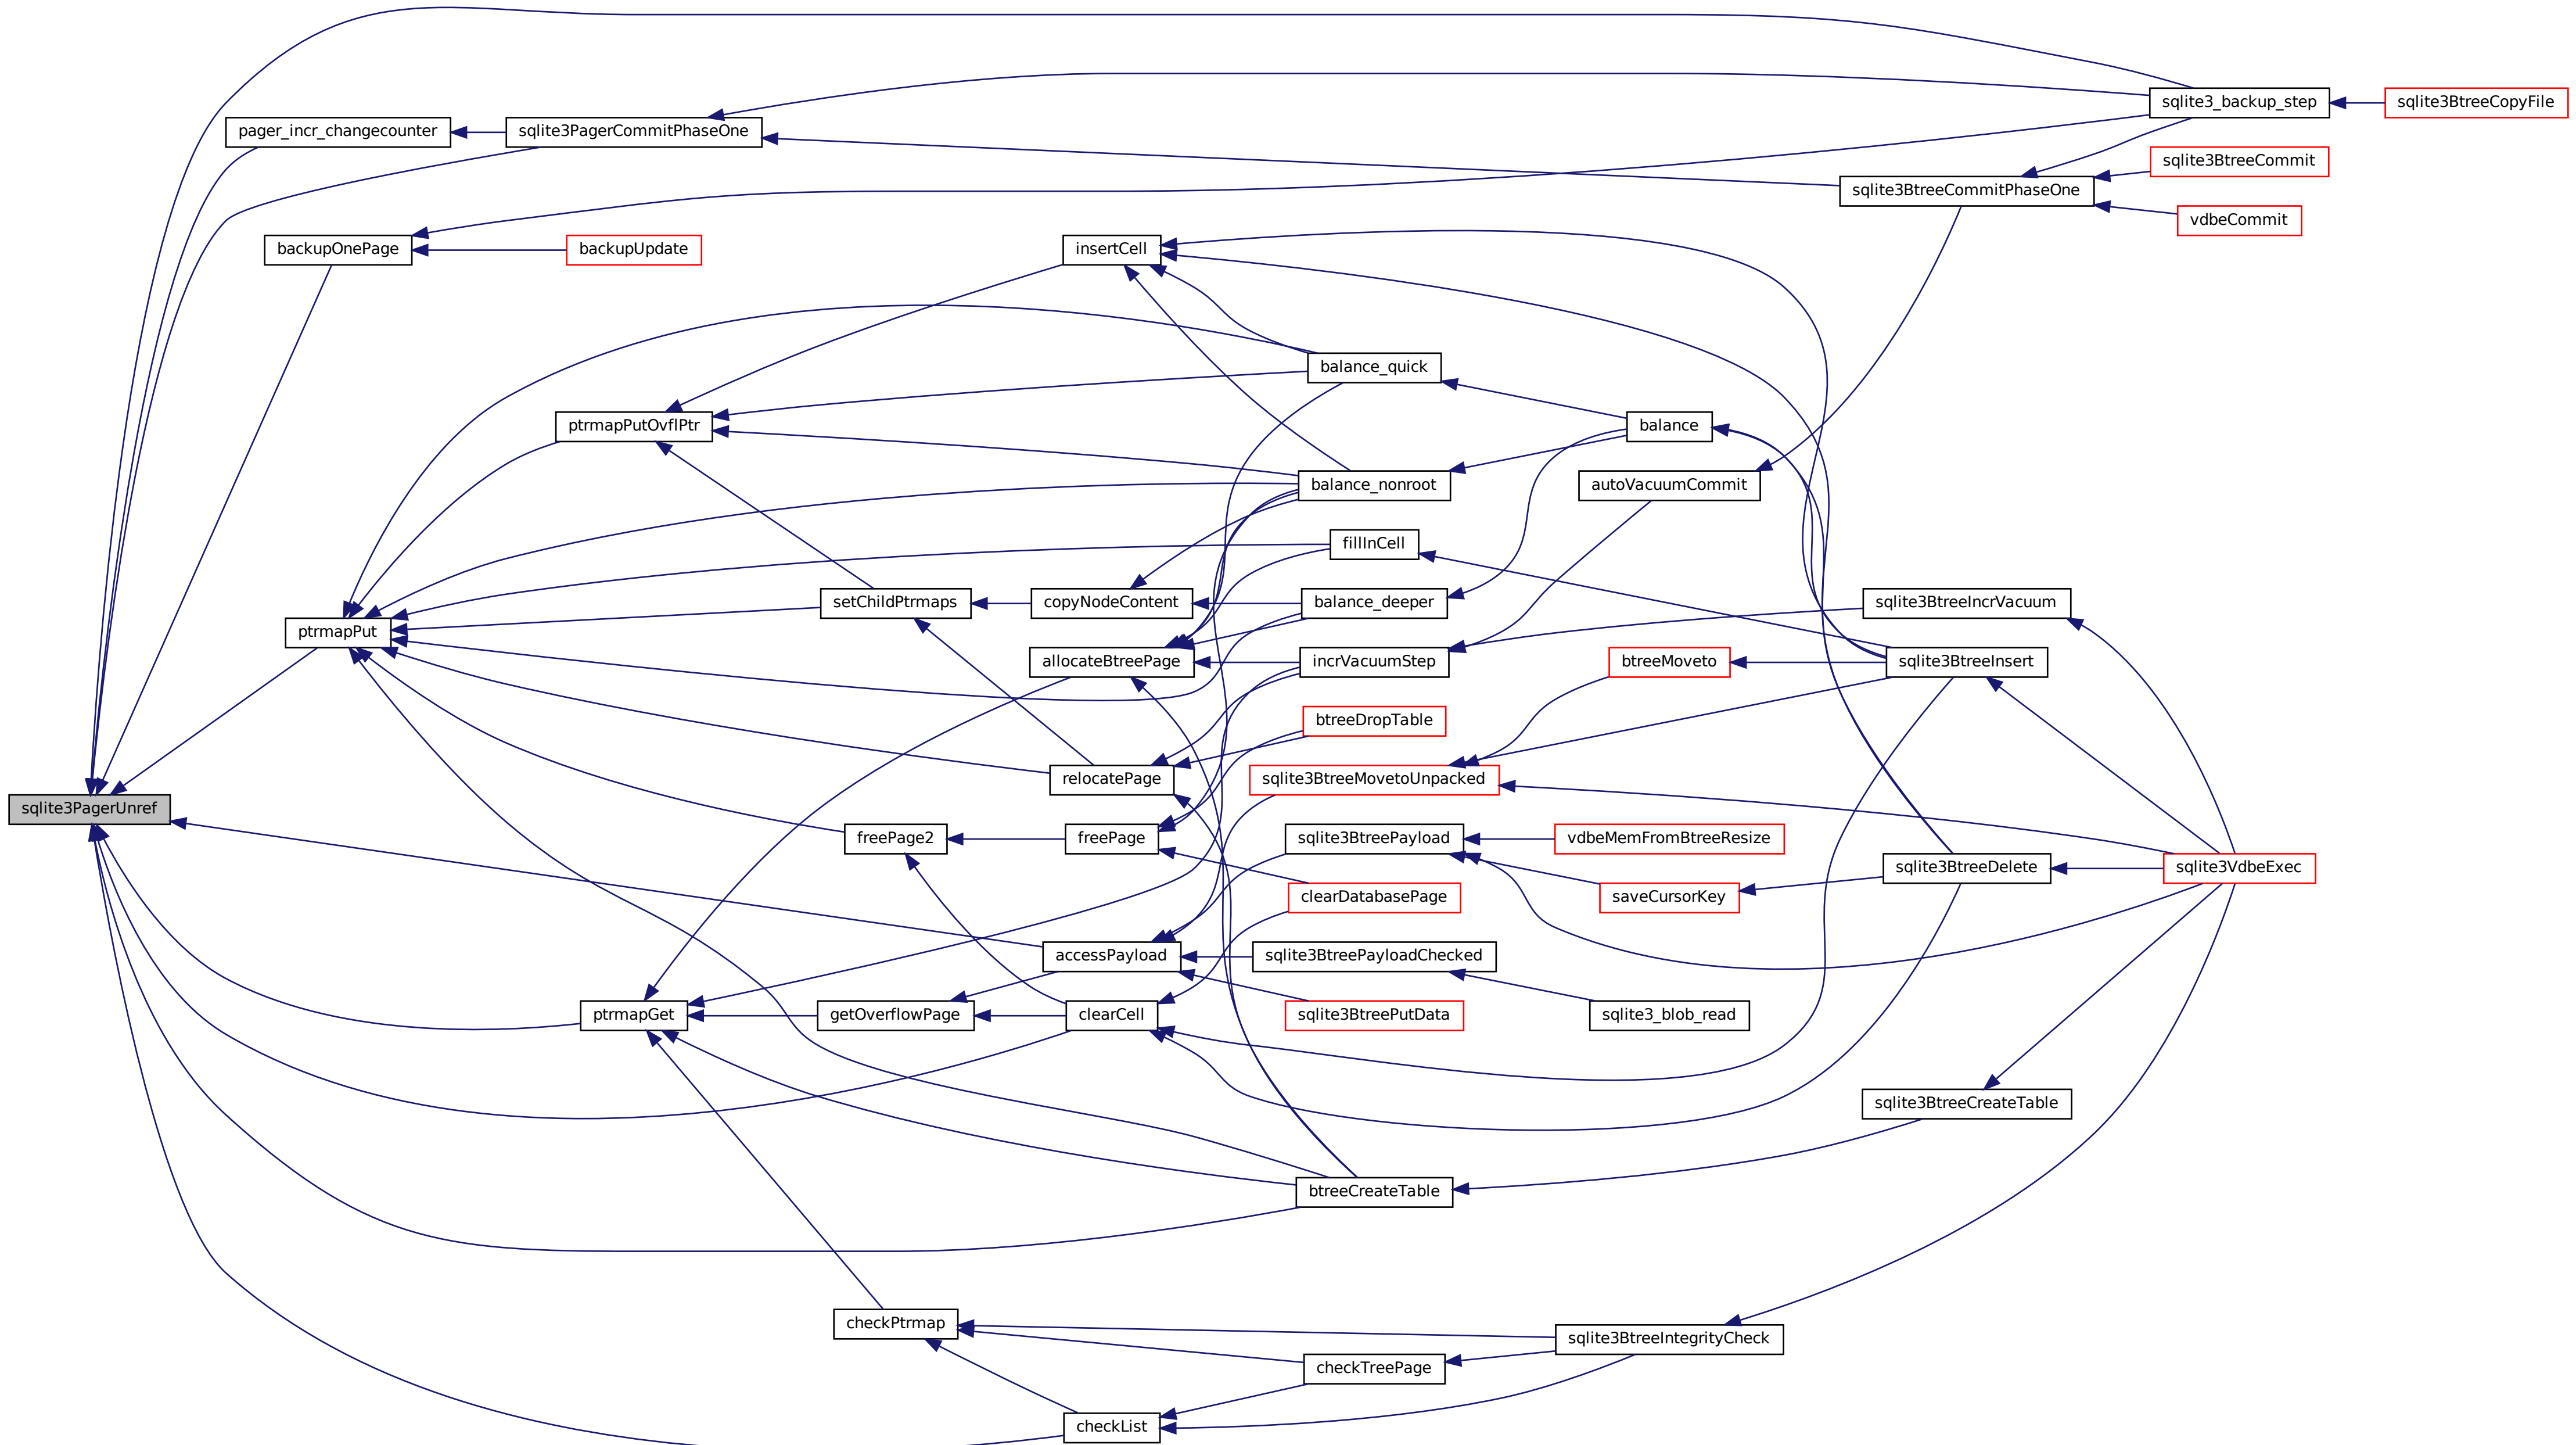 sqlite3_backup_step
sqlite3BtreeCopyFile
pager_incr_changecounter
sqlite3PagerCommitPhaseOne
sqlite3BtreeCommit
sqlite3BtreeCommitPhaseOne
vdbeCommit
backupOnePage
backupUpdate
insertCell
balance_quick
ptrmapPutOvflPtr
balance
balance_nonroot
autoVacuumCommit
fillInCell
setChildPtrmaps
copyNodeContent
balance_deeper
sqlite3BtreeIncrVacuum
ptrmapPut
allocateBtreePage
incrVacuumStep
btreeMoveto
sqlite3BtreeInsert
btreeDropTable
relocatePage
sqlite3BtreeMovetoUnpacked
sqlite3PagerUnref
freePage2
freePage
sqlite3BtreePayload
vdbeMemFromBtreeResize
sqlite3BtreeDelete
sqlite3VdbeExec
clearDatabasePage
saveCursorKey
accessPayload
sqlite3BtreePayloadChecked
ptrmapGet
getOverflowPage
clearCell
sqlite3BtreePutData
sqlite3_blob_read
sqlite3BtreeCreateTable
btreeCreateTable
checkPtrmap
sqlite3BtreeIntegrityCheck
checkTreePage
checkList